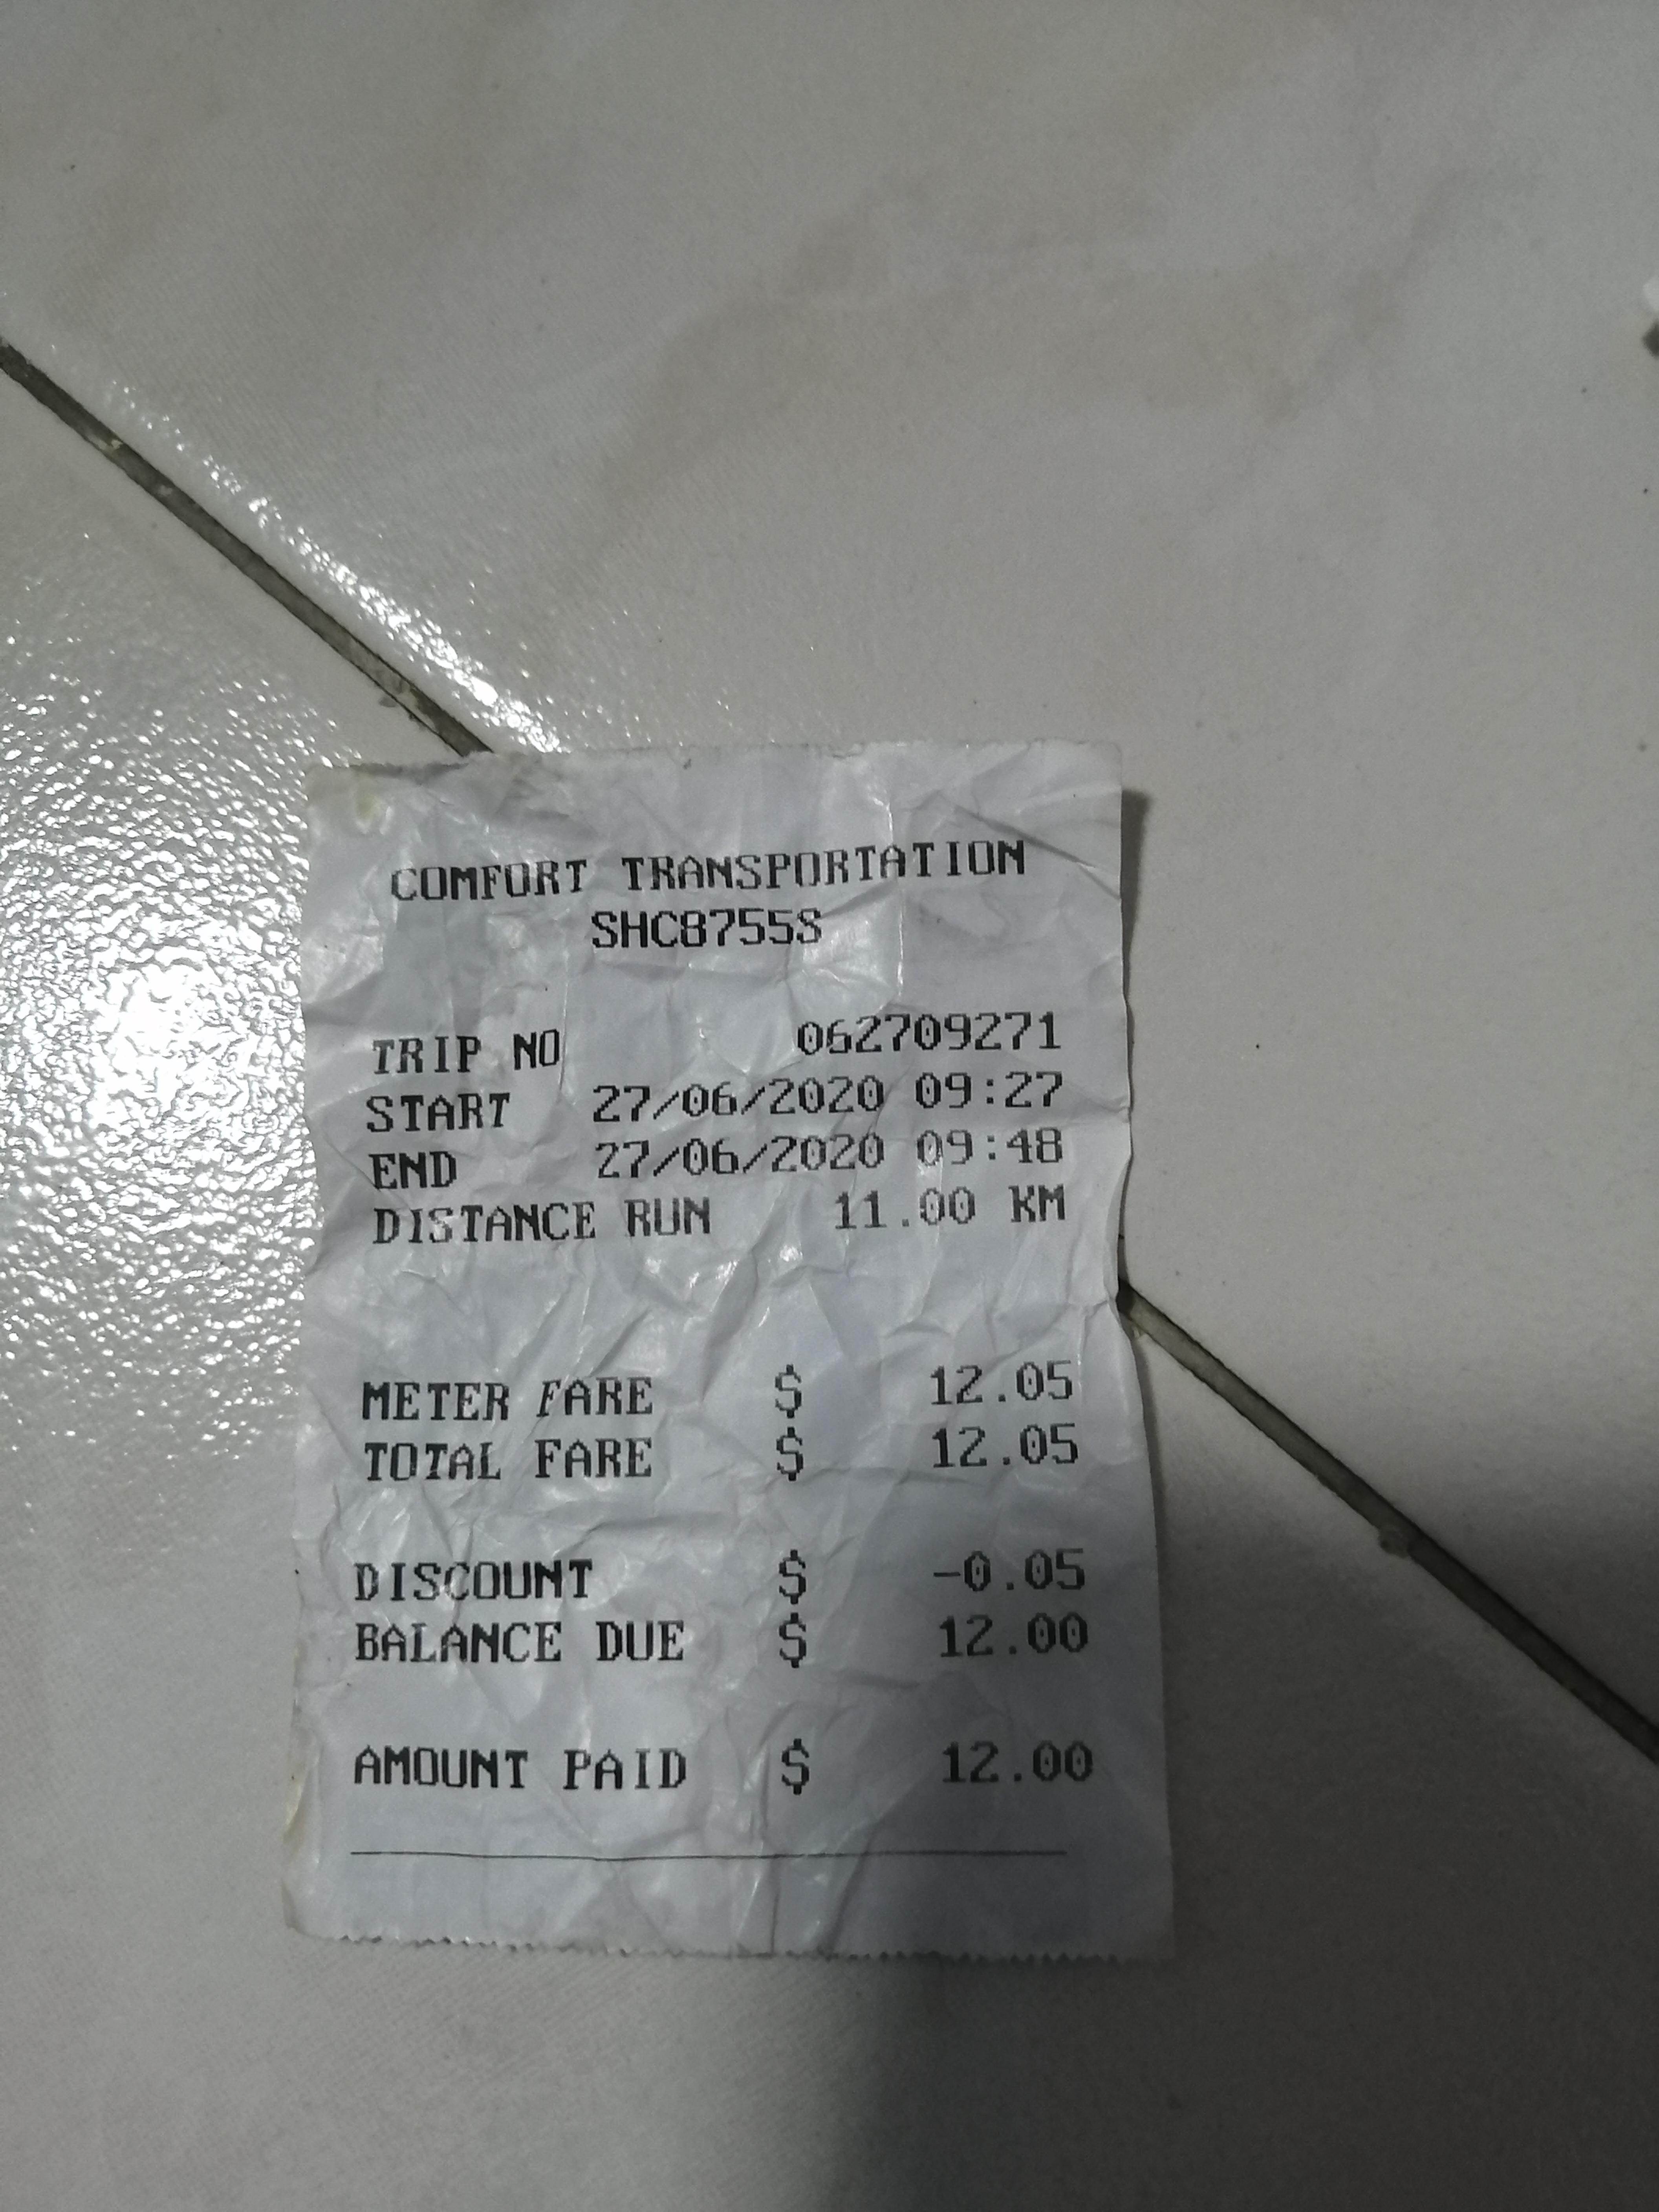 COMFORT TRANSPORTATION
SHC8755S
TRIP NO 062709271
START 27/06/2020 09:27
END 27/06/2020 09:48
DISTANCE RUN 11.00 KM
METER FARE $ 12.05
TOTAL FARE $ 12.05
DISCOUNT $ -0.05
BALANCE DUE $ 12.00
AMOUNT PAID $ 12.00